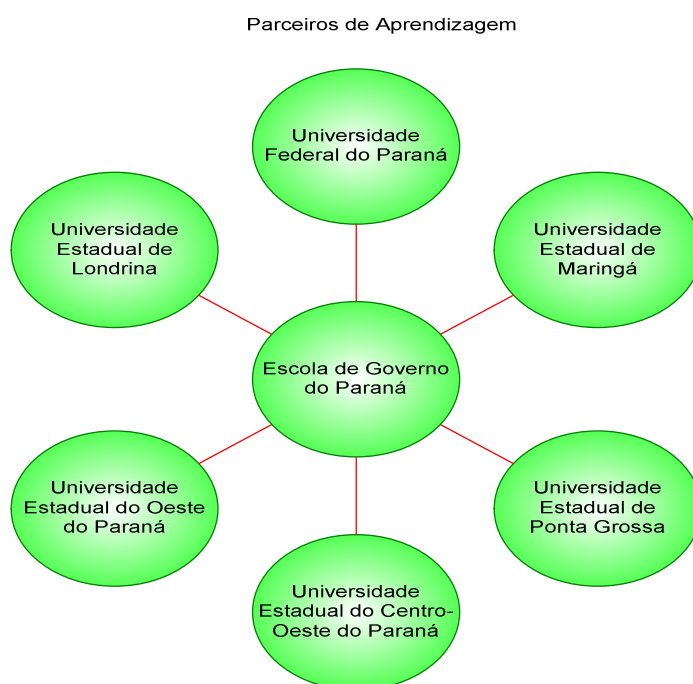 Parceiros de Aprendizagem
Universidade
Federal do Paraná
Universidade
Estadual de
Londrina
Universidade
Estadual de
Maringá
Escola de Governo
do Paraná
Universidade
Estadual do Oeste
do Paraná
Universidade
Estadual de
Ponta Grossa
Universidade
Estadual do Centro-
Oeste do Paraná